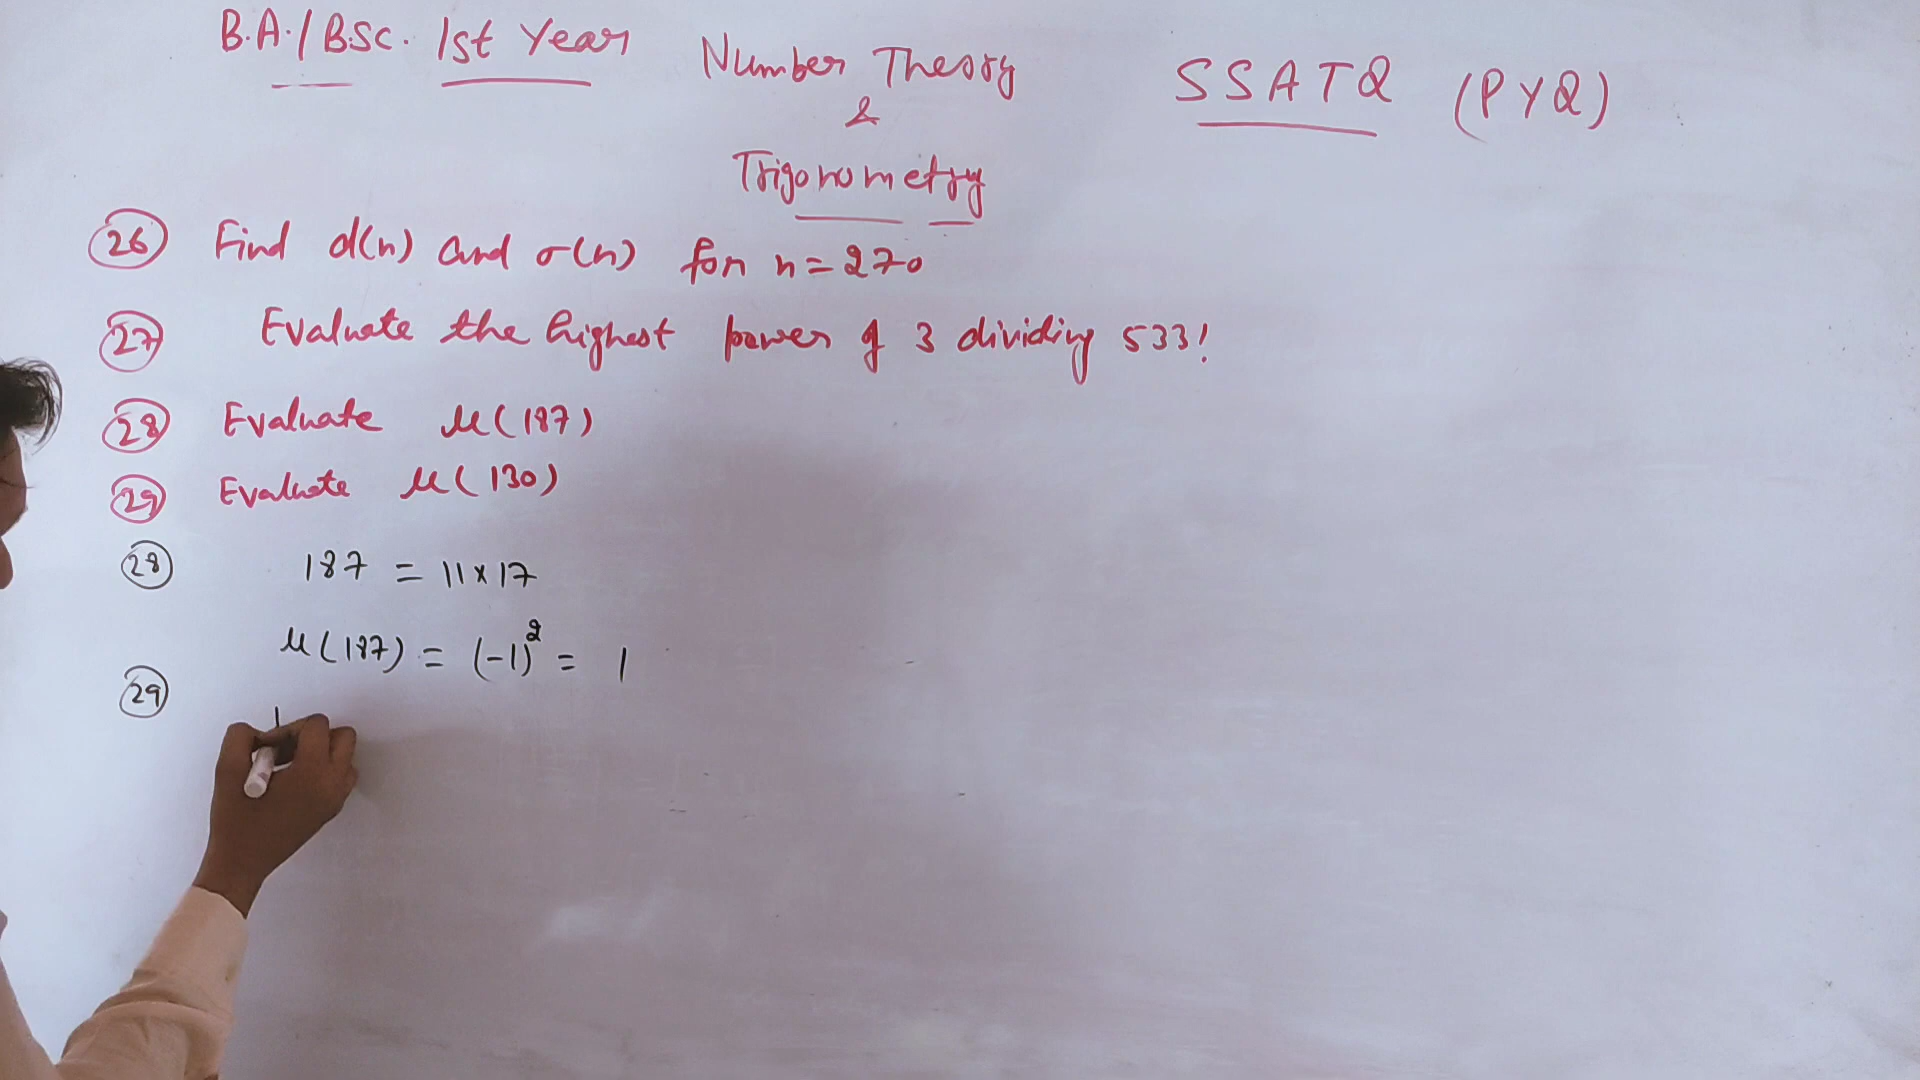 B.A./B.SC. 1st Year
Number Theory
&
Trigonometry
SSATQ (PYQ)
26 Find d(n) and σ(n) for n=270
27 Evaluate the highest power of 3 dividing 533!
28 Evaluate μ(187)
29 Evaluate μ(130)
28 187 = 11×17
μ(187) = (-1)² = 1
29 1